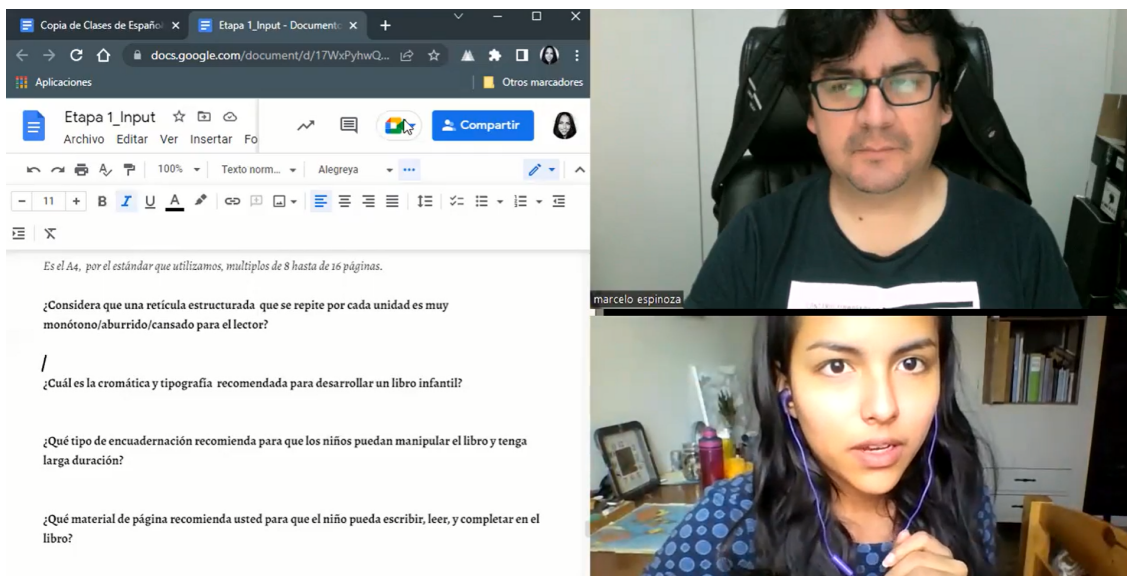 Copia de Clases de Españo
Etapa 1_Input - Documento
docs.google.com/document/d/17WxPyhwQ...
Aplicaciones
Otros marcadores
Etapa 1_Input
Archivo Editar Ver Insertar Fo
Compartir
100% Texto norm... Alegreya
11 B I U A
Es el A4, por el estándar que utilizamos, multiplos de 8 hasta de 16 páginas.
¿Considera que una retícula estructurada que se repite por cada unidad es muy
monótono/aburrido/cansado para el lector?
¿Cuál es la cromática y tipografía recomendada para desarrollar un libro infantil?
¿Qué tipo de encuadernación recomienda para que los niños puedan manipular el libro y tenga
larga duración?
¿Qué material de página recomienda usted para que el niño pueda escribir, leer, y completar en el
libro?
marcelo espinoza